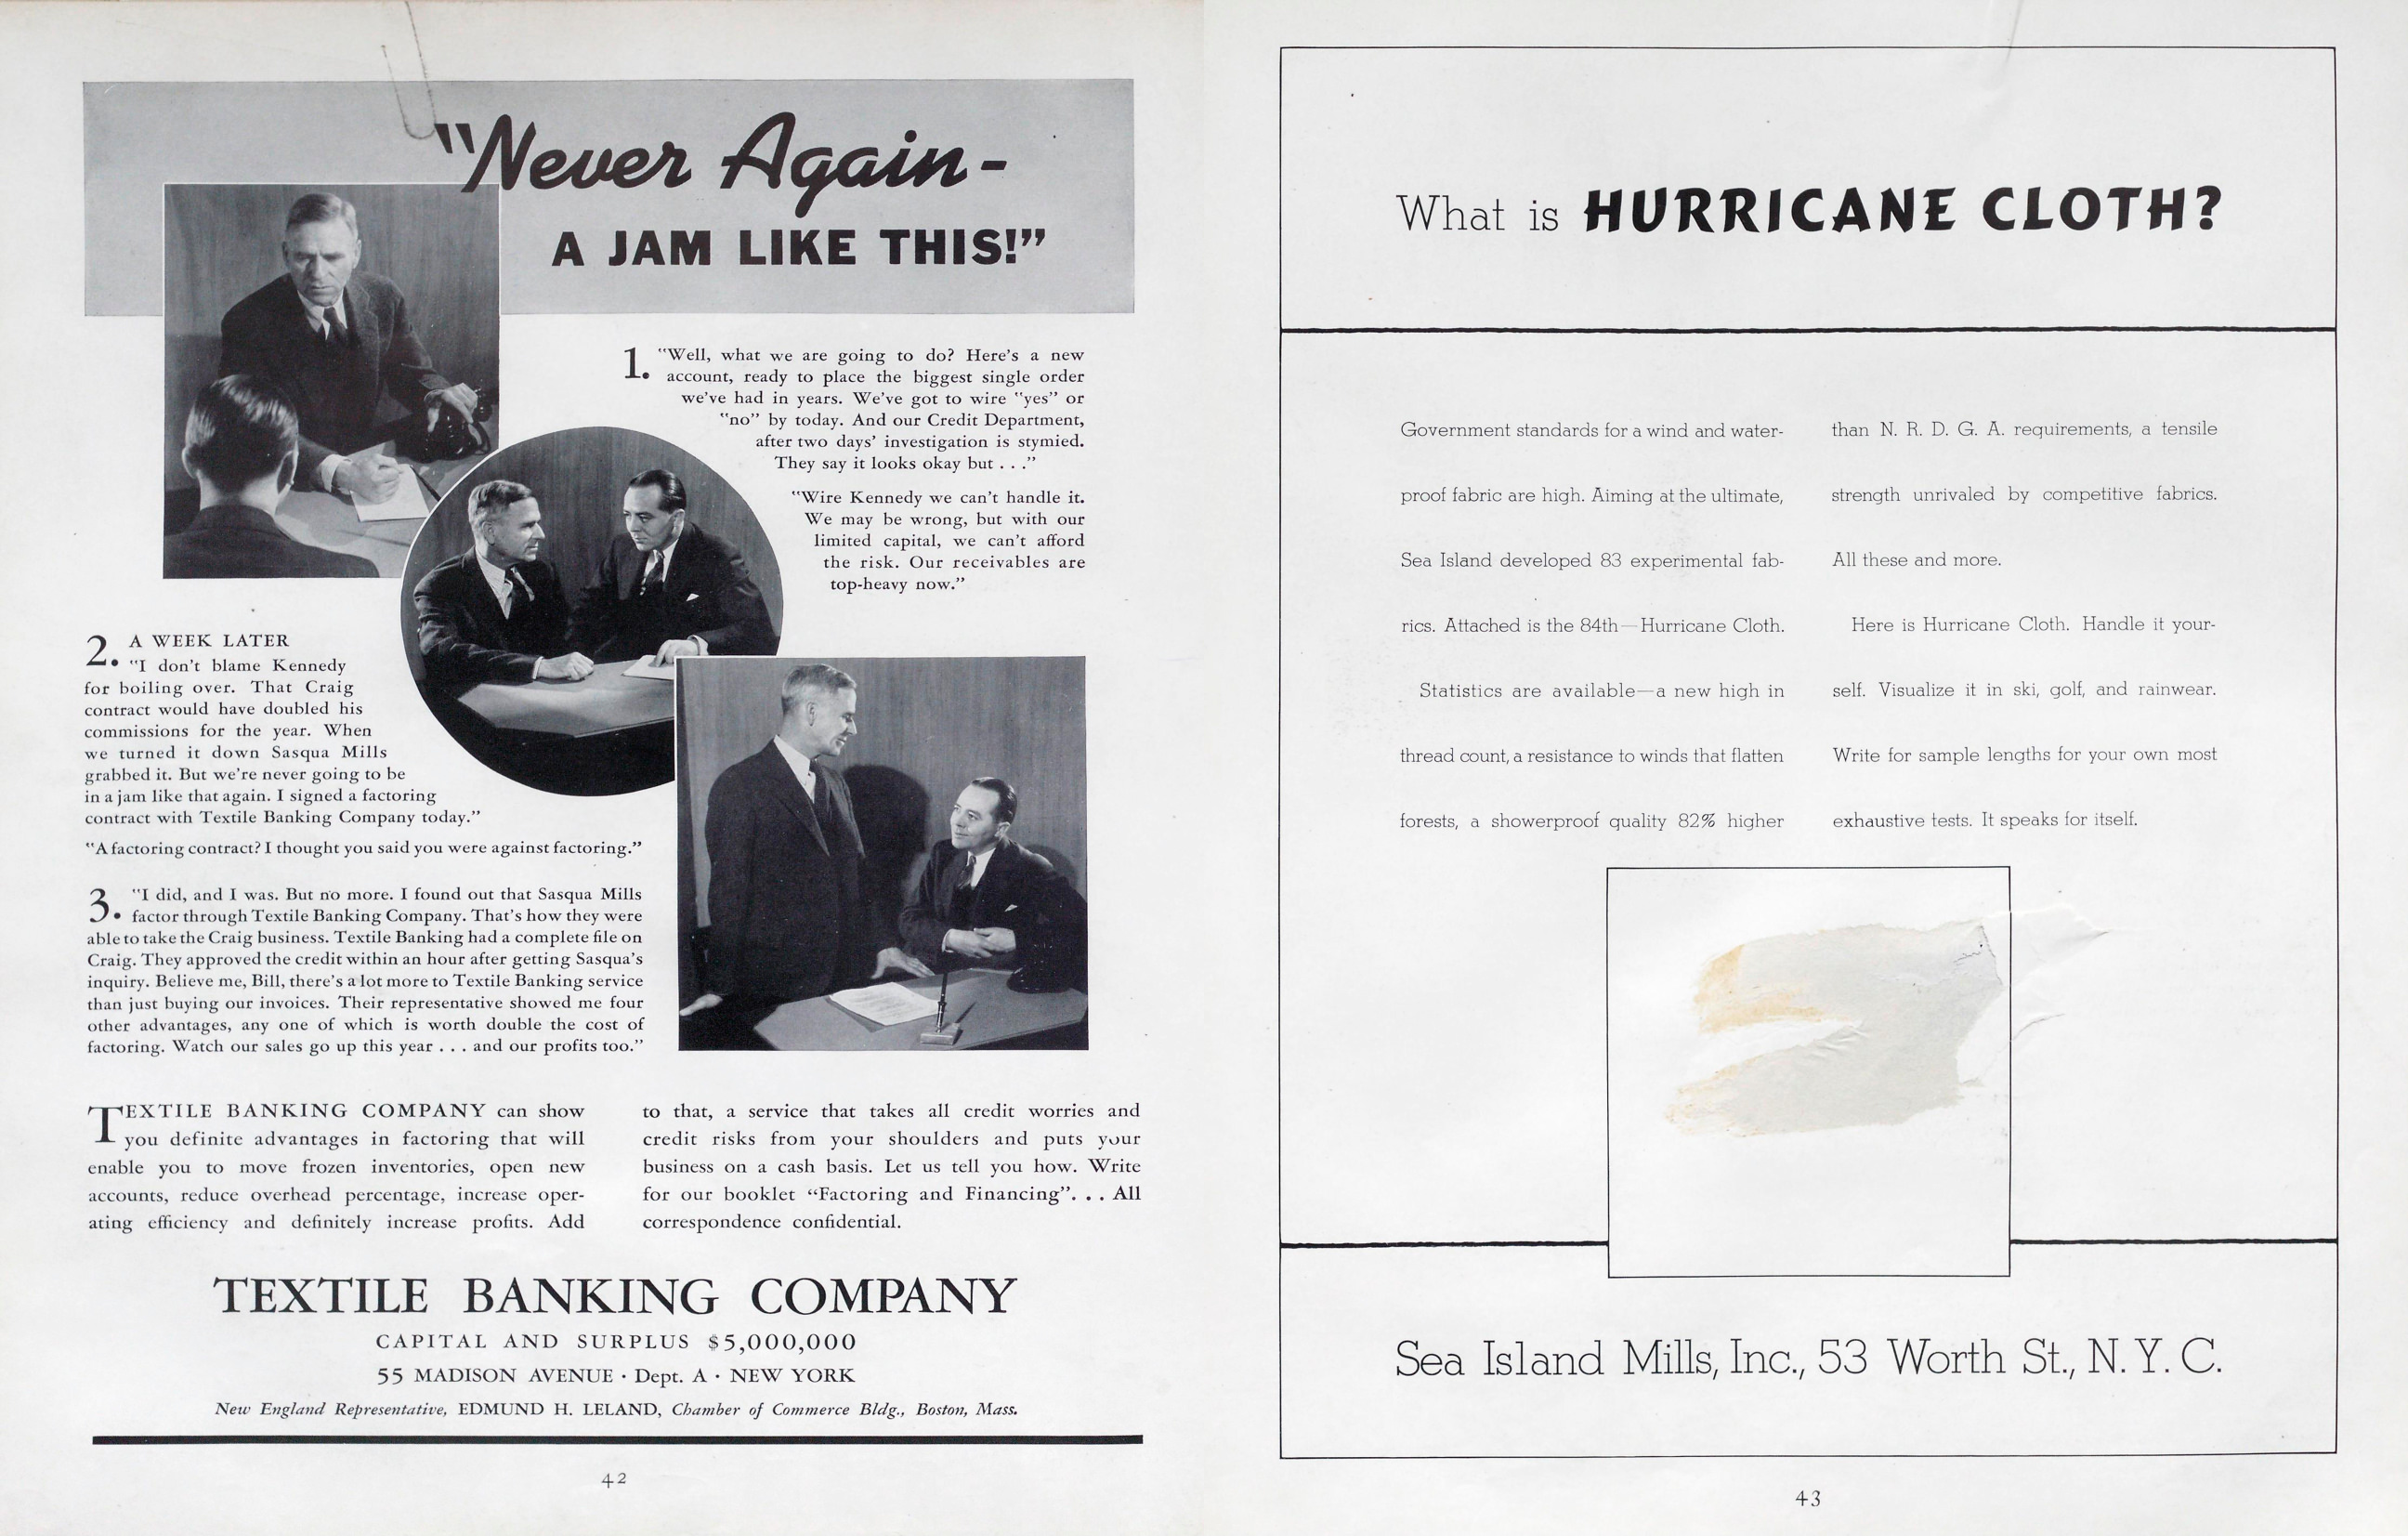 "Never Again-
A JAM LIKE THIS!"
1. "Well, what we are going to do? Here's a new
account, ready to place the biggest single order
we've had in years. We've got to wire "yes" or
"no" by today. And our Credit Department,
after two days' investigation is stymied.
They say it looks okay but . . ."
"Wire Kennedy we can't handle it.
We may be wrong, but with our
limited capital, we can't afford
the risk. Our receivables are
top-heavy now."
2. A WEEK LATER
"I don't blame Kennedy
for boiling over. That Craig
contract would have doubled his
commissions for the year. When
we turned it down Sasqua Mills
grabbed it. But we're never going to be
in a jam like that again. I signed a factoring
contract with Textile Banking Company today."
"A factoring contract? I thought you said you were against factoring."
3. "I did, and I was. But no more. I found out that Sasqua Mills
factor through Textile Banking Company. That's how they were
able to take the Craig business. Textile Banking had a complete file on
Craig. They approved the credit within an hour after getting Sasqua's
inquiry. Believe me, Bill, there's a lot more to Textile Banking service
than just buying our invoices. Their representative showed me four
other advantages, any one of which is worth double the cost of
factoring. Watch our sales go up this year . . . and our profits too."
TEXTILE BANKING COMPANY can show
you definite advantages in factoring that will
enable you to move frozen inventories, open new
accounts, reduce overhead percentage, increase oper-
ating efficiency and definitely increase profits. Add
to that, a service that takes all credit worries and
credit risks from your shoulders and puts your
business on a cash basis. Let us tell you how. Write
for our booklet "Factoring and Financing". . . All
correspondence confidential.
TEXTILE BANKING COMPANY
CAPITAL AND SURPLUS $5,000,000
55 MADISON AVENUE · Dept. A · NEW YORK
New England Representative, EDMUND H. LELAND, Chamber of Commerce Bldg., Boston, Mass.
42
What is HURRICANE CLOTH?
Government standards for a wind and water-
proof fabric are high. Aiming at the ultimate,
Sea Island developed 83 experimental fab-
rics. Attached is the 84th—Hurricane Cloth.
Statistics are available—a new high in
thread count, a resistance to winds that flatten
forests, a showerproof quality 82% higher
than N. R. D. G. A. requirements, a tensile
strength unrivaled by competitive fabrics.
All these and more.
Here is Hurricane Cloth. Handle it your-
self. Visualize it in ski, golf, and rainwear.
Write for sample lengths for your own most
exhaustive tests. It speaks for itself.
Sea Island Mills, Inc., 53 Worth St., N. Y. C.
43